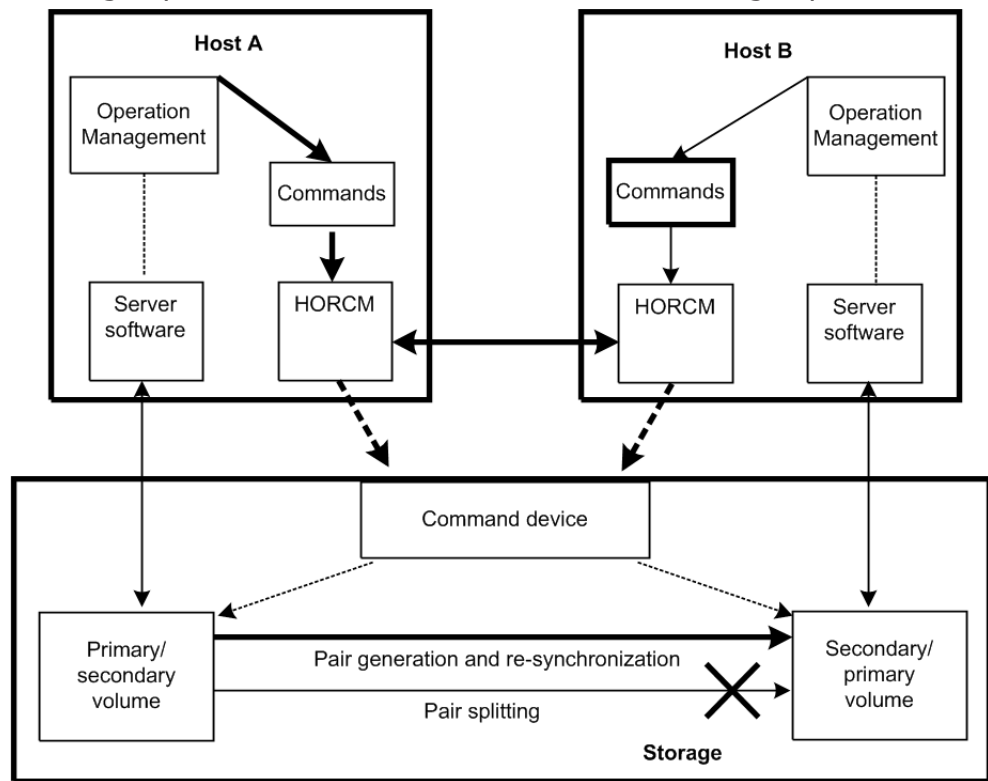 Host A
Operation
Management
Commands
Server
software
HORCM
Host B
Operation
Management
Commands
HORCM
Server
software
Command device
Primary/
secondary
volume
Pair generation and re-synchronization
Pair splitting
Secondary/
primary
volume
Storage